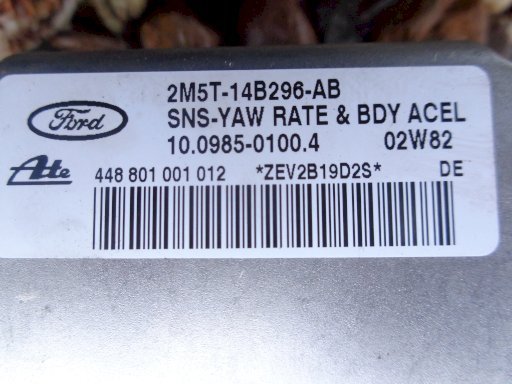 2M5T-14B296-AB
Ford
SNS-YAW RATE & BDY ACEL
10.0985-0100.4 02W82
Ate
448 801 001 012 *ZEV2B19D2S* DE